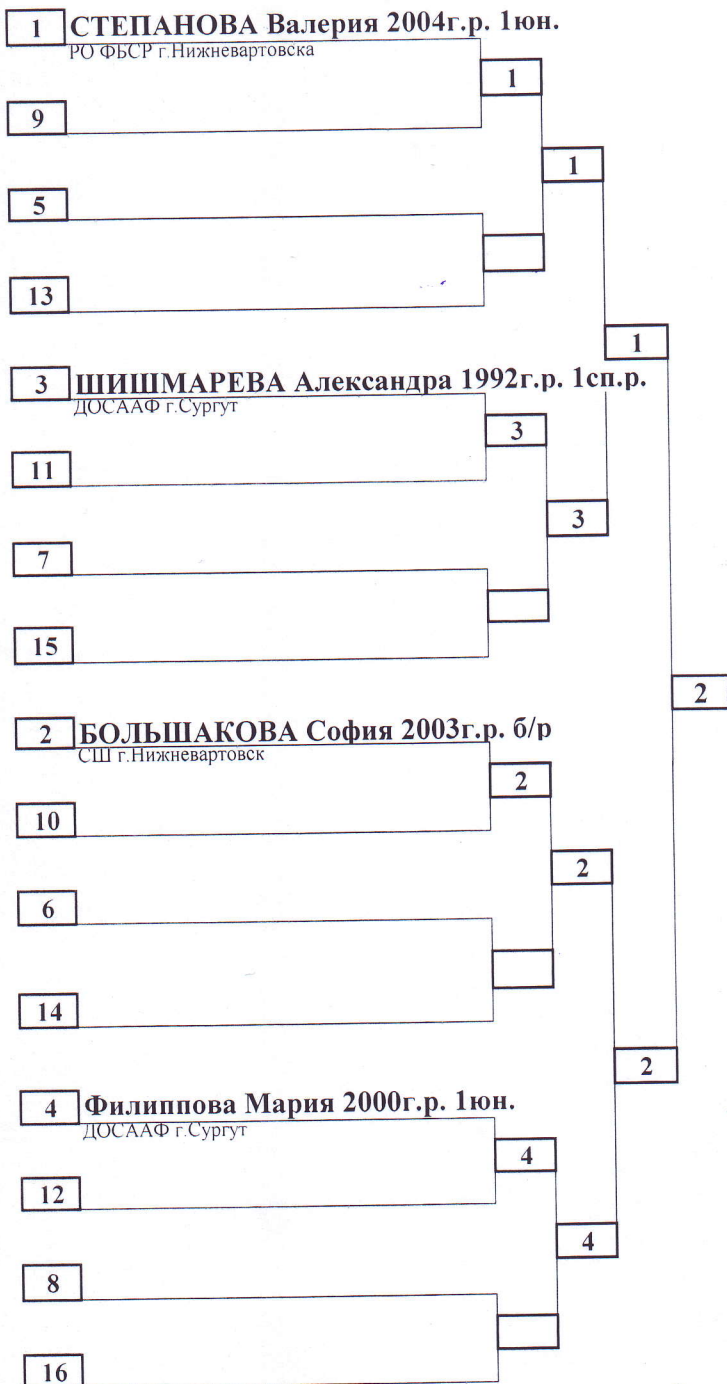 1 СТЕПАНОВА Валерия 2004г.р. 1юн.
РО ФБСР г.Нижневартовска
1
9
1
5
13
1
3 ШИШМАРЕВА Александра 1992г.р. 1сп.р.
ДОСААФ г.Сургут
3
11
3
7
15
2
2 БОЛЬШАКОВА София 2003г.р. б/р
СШ г.Нижневартовск
2
10
2
6
14
2
4 Филиппова Мария 2000г.р. 1юн.
ДОСААФ г.Сургут
4
12
4
8
16